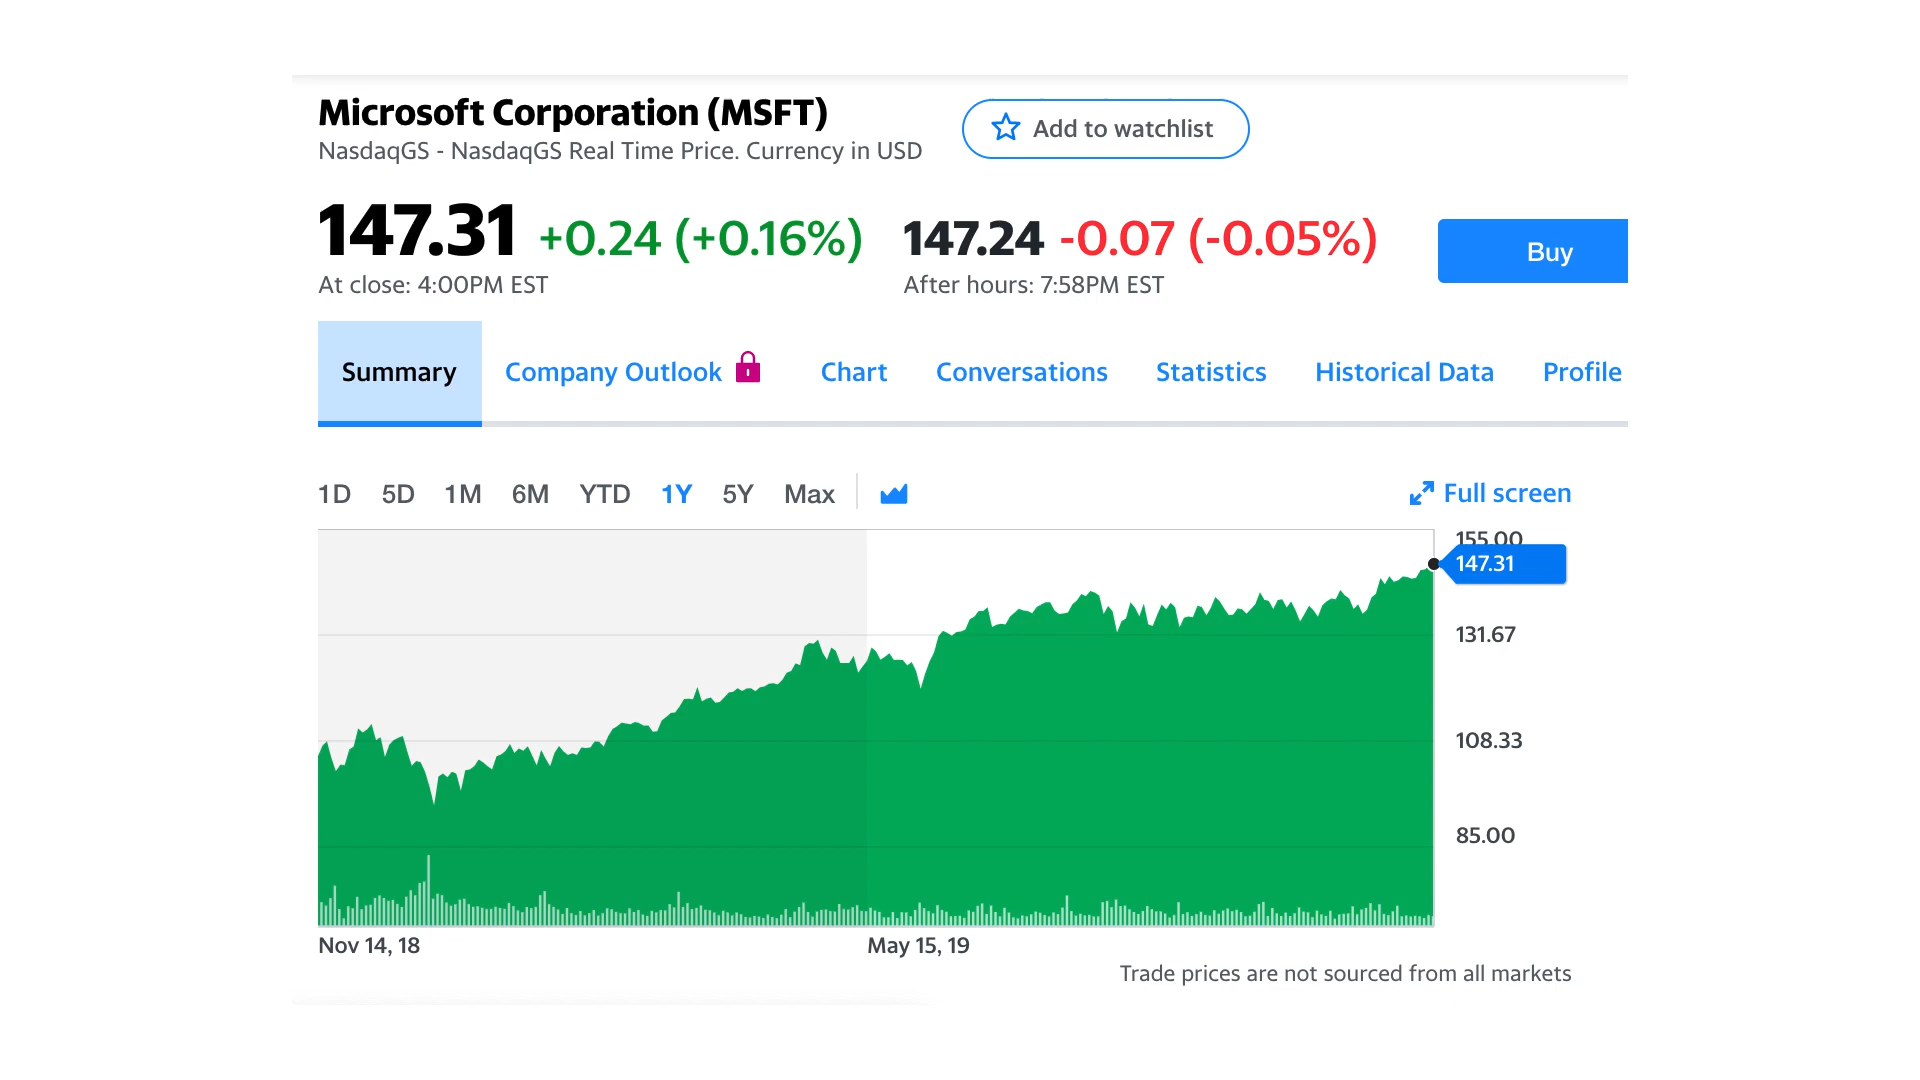 Microsoft Corporation (MSFT)
NasdaqGS - NasdaqGS Real Time Price. Currency in USD
Add to watchlist
147.31 +0.24 (+0.16%)
At close: 4:00PM EST
147.24 -0.07 (-0.05%)
After hours: 7:58PM EST
Buy
Summary Company Outlook Chart Conversations Statistics Historical Data Profile
1D 5D 1M 6M YTD 1Y 5Y Max
Full screen
155.00
147.31
131.67
108.33
85.00
Nov 14, 18 May 15, 19
Trade prices are not sourced from all markets